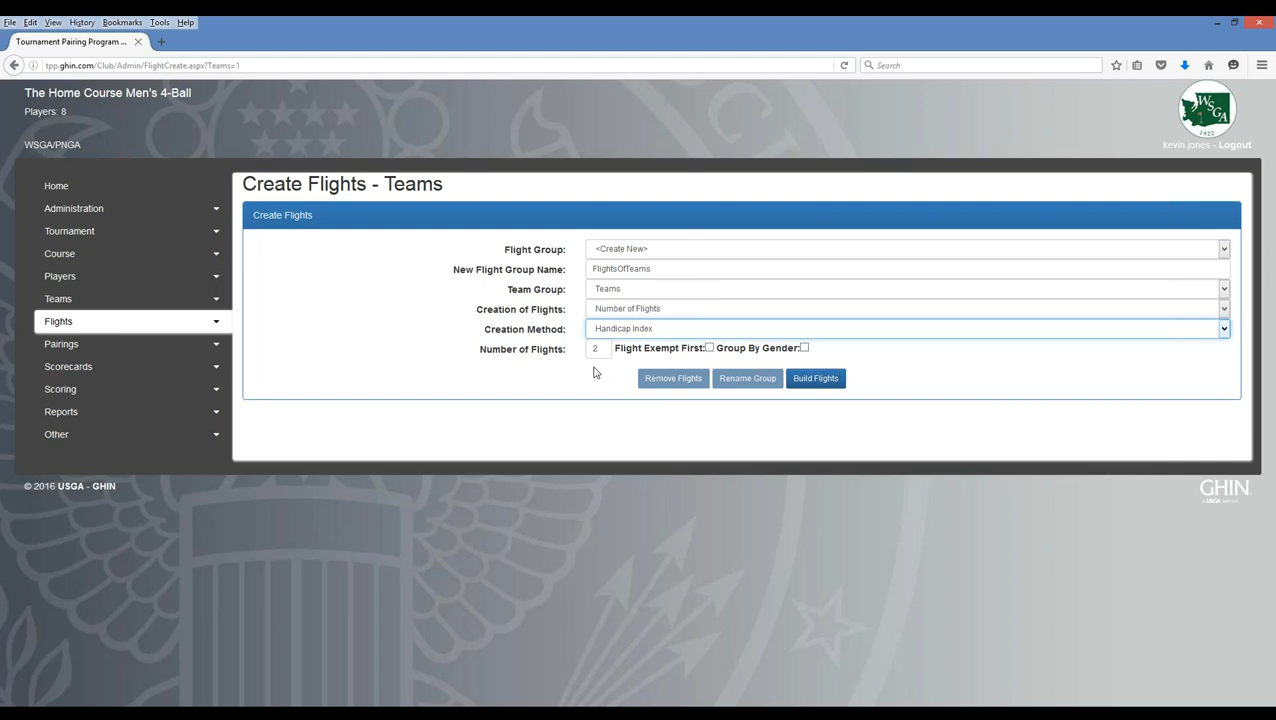 File Edit View History Bookmarks Tools Help
Tournament Pairing Program ...
tpp.ghin.com/Club/Admin/FlightCreate.aspx?Teams=1
Search
The Home Course Men's 4-Ball
Players: 8
WSGA
1922
WSGA/PNGA
kevin.jones - Logout
Home
Administration
Tournament
Course
Players
Teams
Flights
Pairings
Scorecards
Scoring
Reports
Other
Create Flights - Teams
Create Flights
Flight Group: <Create New>
New Flight Group Name: FlightsOfTeams
Team Group: Teams
Creation of Flights: Number of Flights
Creation Method: Handicap Index
Number of Flights: 2 Flight Exempt First: Group By Gender:
Remove Flights Rename Group Build Flights
© 2016 USGA - GHIN
GHIN